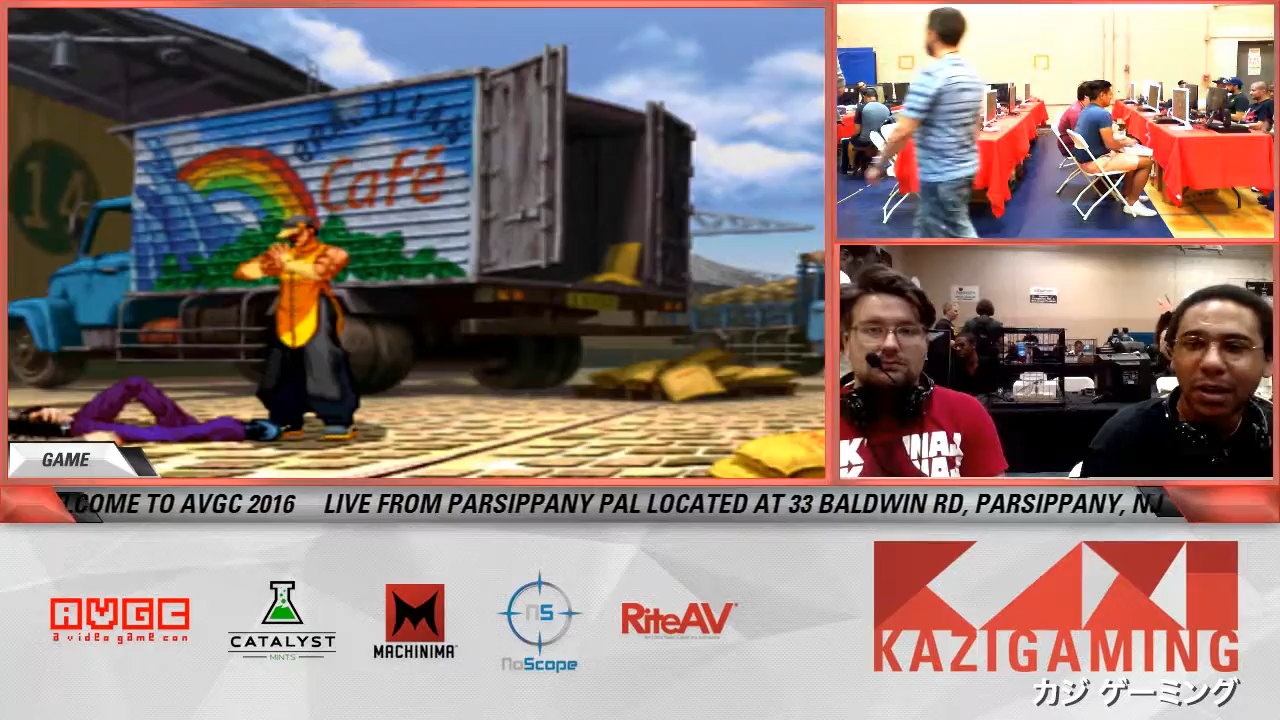 14
Café
GAME
LCOME TO AVGC 2016 LIVE FROM PARSIPPANY PAL LOCATED AT 33 BALDWIN RD, PARSIPPANY, NJ
AVGC
a video game con
CATALYST
MINTS
MACHINIMA
NS
NoScope
RiteAV
KAZIGAMING
カジ ゲーミング